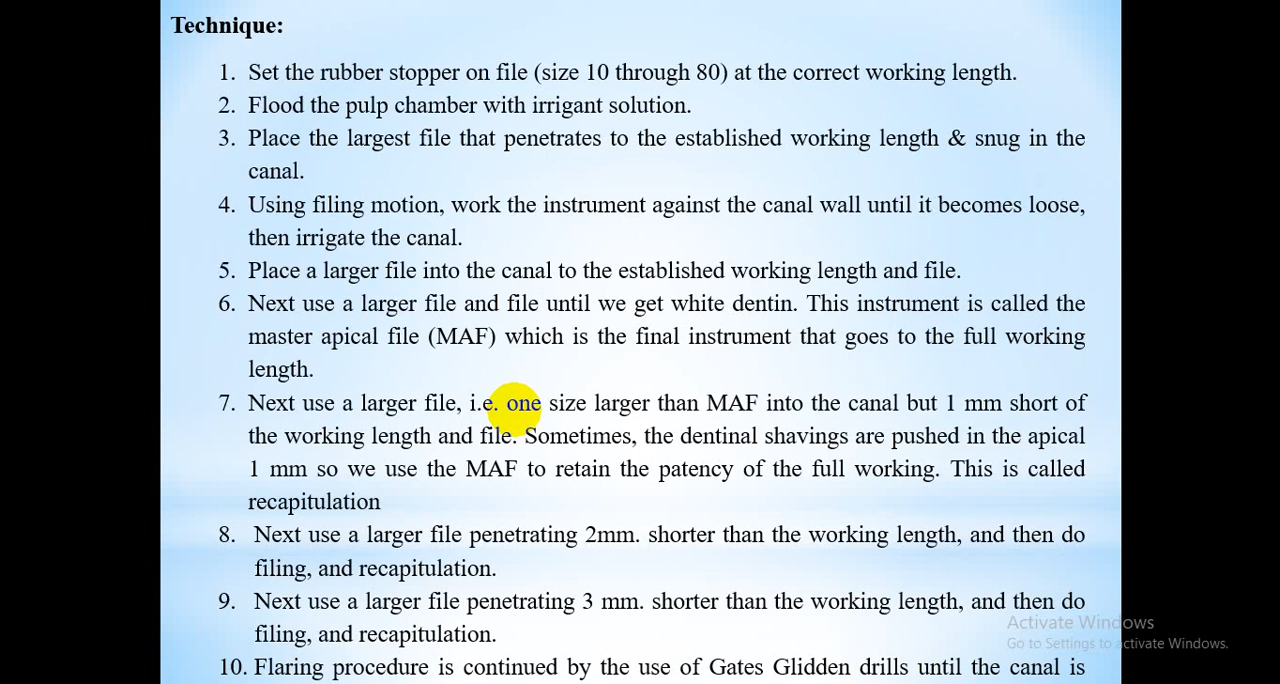 Technique:
1. Set the rubber stopper on file (size 10 through 80) at the correct working length.
2. Flood the pulp chamber with irrigant solution.
3. Place the largest file that penetrates to the established working length & snug in the
canal.
4. Using filing motion, work the instrument against the canal wall until it becomes loose,
then irrigate the canal.
5. Place a larger file into the canal to the established working length and file.
6. Next use a larger file and file until we get white dentin. This instrument is called the
master apical file (MAF) which is the final instrument that goes to the full working
length.
7. Next use a larger file, i.e. one size larger than MAF into the canal but 1 mm short of
the working length and file. Sometimes, the dentinal shavings are pushed in the apical
1 mm so we use the MAF to retain the patency of the full working. This is called
recapitulation
8. Next use a larger file penetrating 2mm. shorter than the working length, and then do
filing, and recapitulation.
9. Next use a larger file penetrating 3 mm. shorter than the working length, and then do
filing, and recapitulation.
10. Flaring procedure is continued by the use of Gates Glidden drills until the canal is
Activate Windows
Go to Settings to activate Windows.